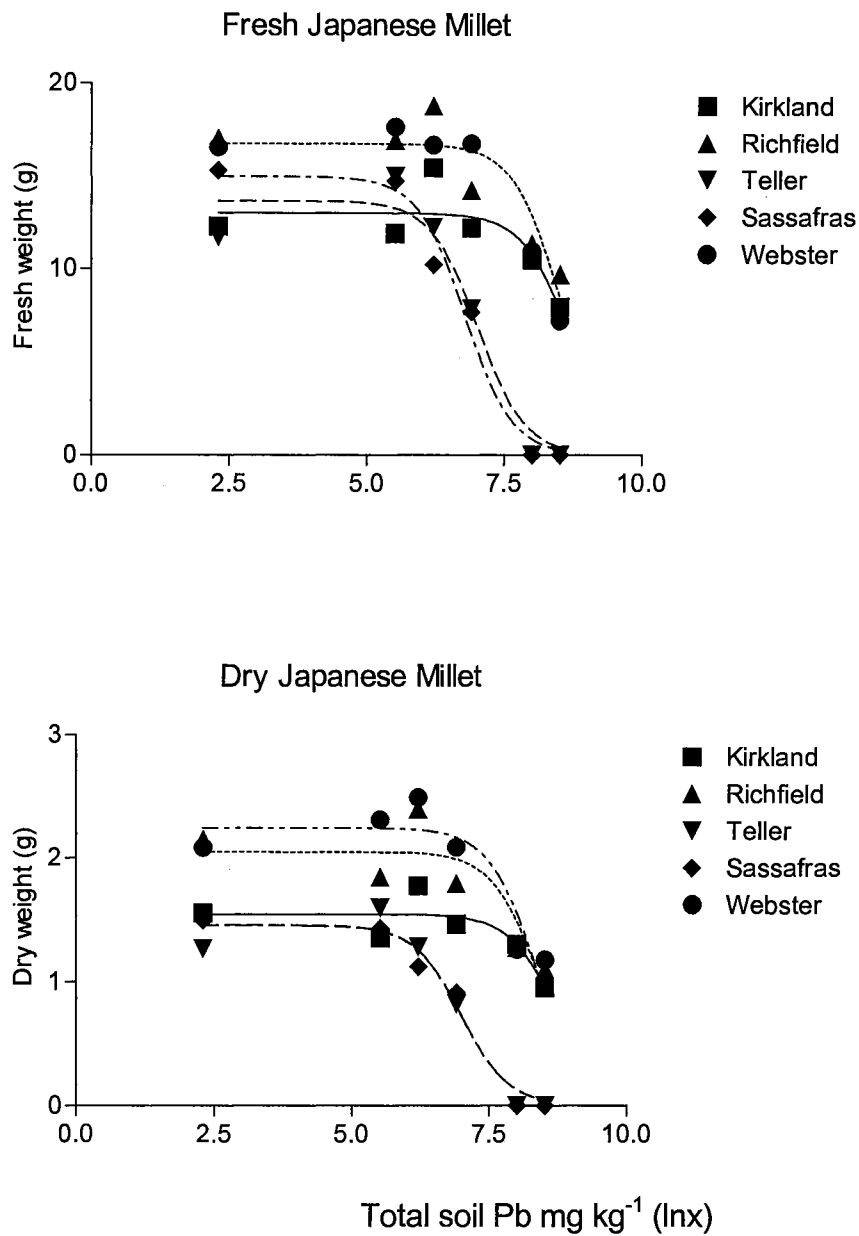 Fresh Japanese Millet
20
10
0
Fresh weight (g)
0.0 2.5 5.0 7.5 10.0
Kirkland
Richfield
Teller
Sassafras
Webster
Dry Japanese Millet
3
2
1
0
Dry weight (g)
0.0 2.5 5.0 7.5 10.0
Kirkland
Richfield
Teller
Sassafras
Webster
Total soil Pb mg kg⁻¹ (lnx)